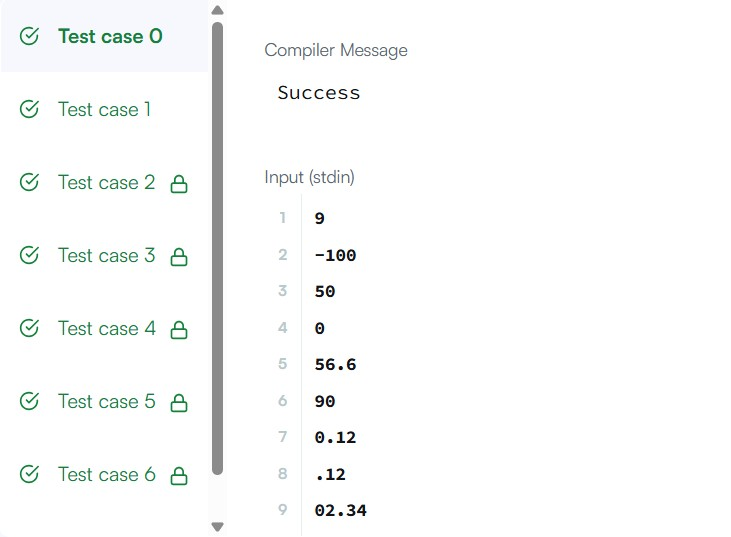 Test case 0
Test case 1
Test case 2
Test case 3
Test case 4
Test case 5
Test case 6
Compiler Message
Success
Input (stdin)
1 9
2 -100
3 50
4 0
5 56.6
6 90
7 0.12
8 .12
9 02.34